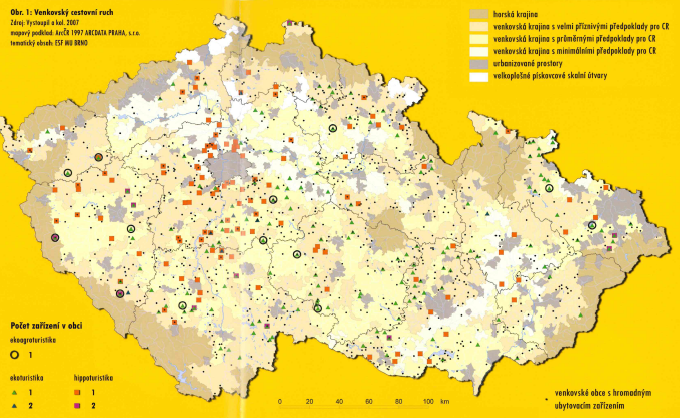 Obr. 1: Venkovský cestovní ruch
Zdroj: Vystoupil a kol. 2007
mapový podklad: ArcČR 1997 ARCDATA PRAHA, s.r.o.
tematický obsah: ESF MU BRNO
horská krajina
venkovská krajina s velmi příznivými předpoklady pro CR
venkovská krajina s průměrnými předpoklady pro CR
venkovská krajina s minimálními předpoklady pro CR
urbanizované prostory
velkoplošné pískovcové skalní útvary
Počet zařízení v obci
ekoagroturistika
1
ekoturistika hippoturistika
1 1
2 2
0 20 40 60 80 100 km
venkovské obce s hromadným
ubytovacím zařízením